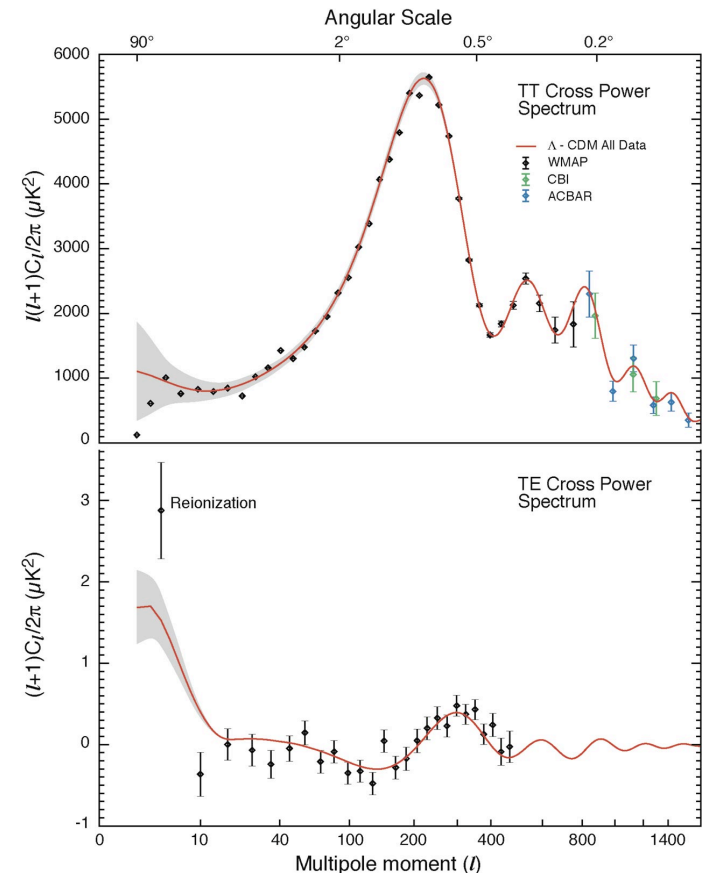 Angular Scale
90° 2° 0.5° 0.2°
6000
5000
4000
3000
2000
1000
0
l(l+1)Cl/2π (μK2)
TT Cross Power
Spectrum
Λ - CDM All Data
WMAP
CBI
ACBAR
3
2
1
0
-1
(l+1)Cl/2π (μK2)
Reionization
TE Cross Power
Spectrum
0 10 40 100 200 400 800 1400
Multipole moment (l)